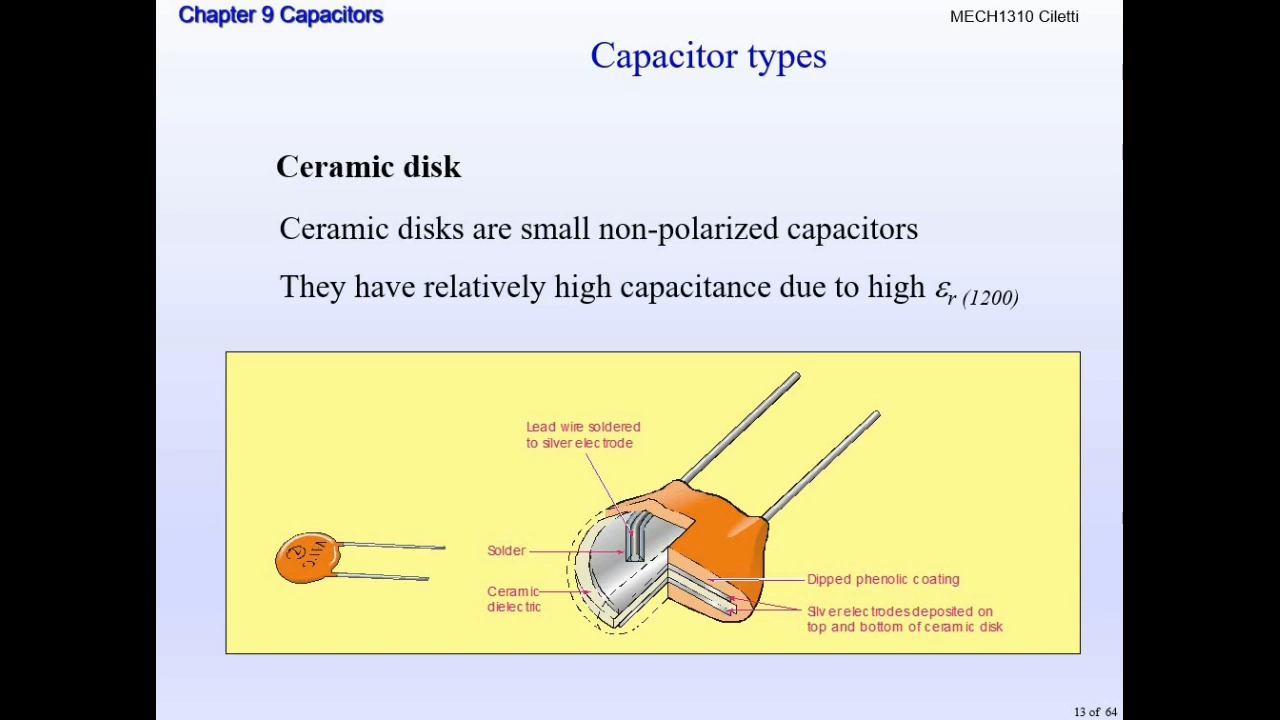 Chapter 9 Capacitors
MECH1310 Ciletti
Capacitor types
Ceramic disk
Ceramic disks are small non-polarized capacitors
They have relatively high capacitance due to high εr (1200)
Lead wire soldered
to silver electrode
Solder
Ceramic
dielectric
Dipped phenolic coating
Silver electrodes deposited on
top and bottom of ceramic disk
13 of 64